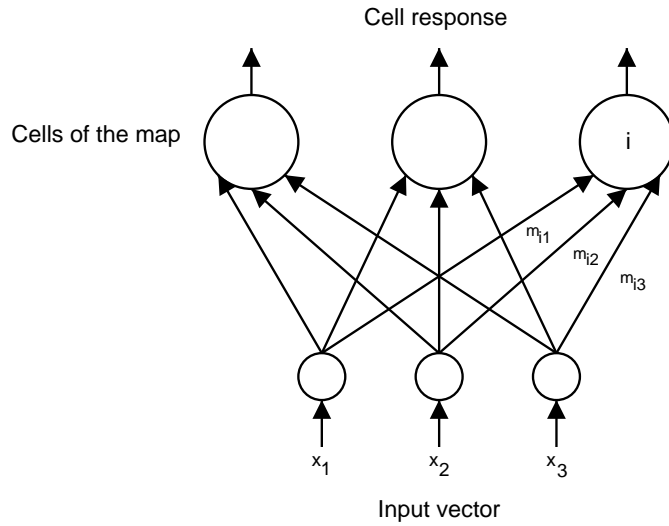 Cell response
Cells of the map
i
m_i1
m_i2
m_i3
x_1
x_2
x_3
Input vector